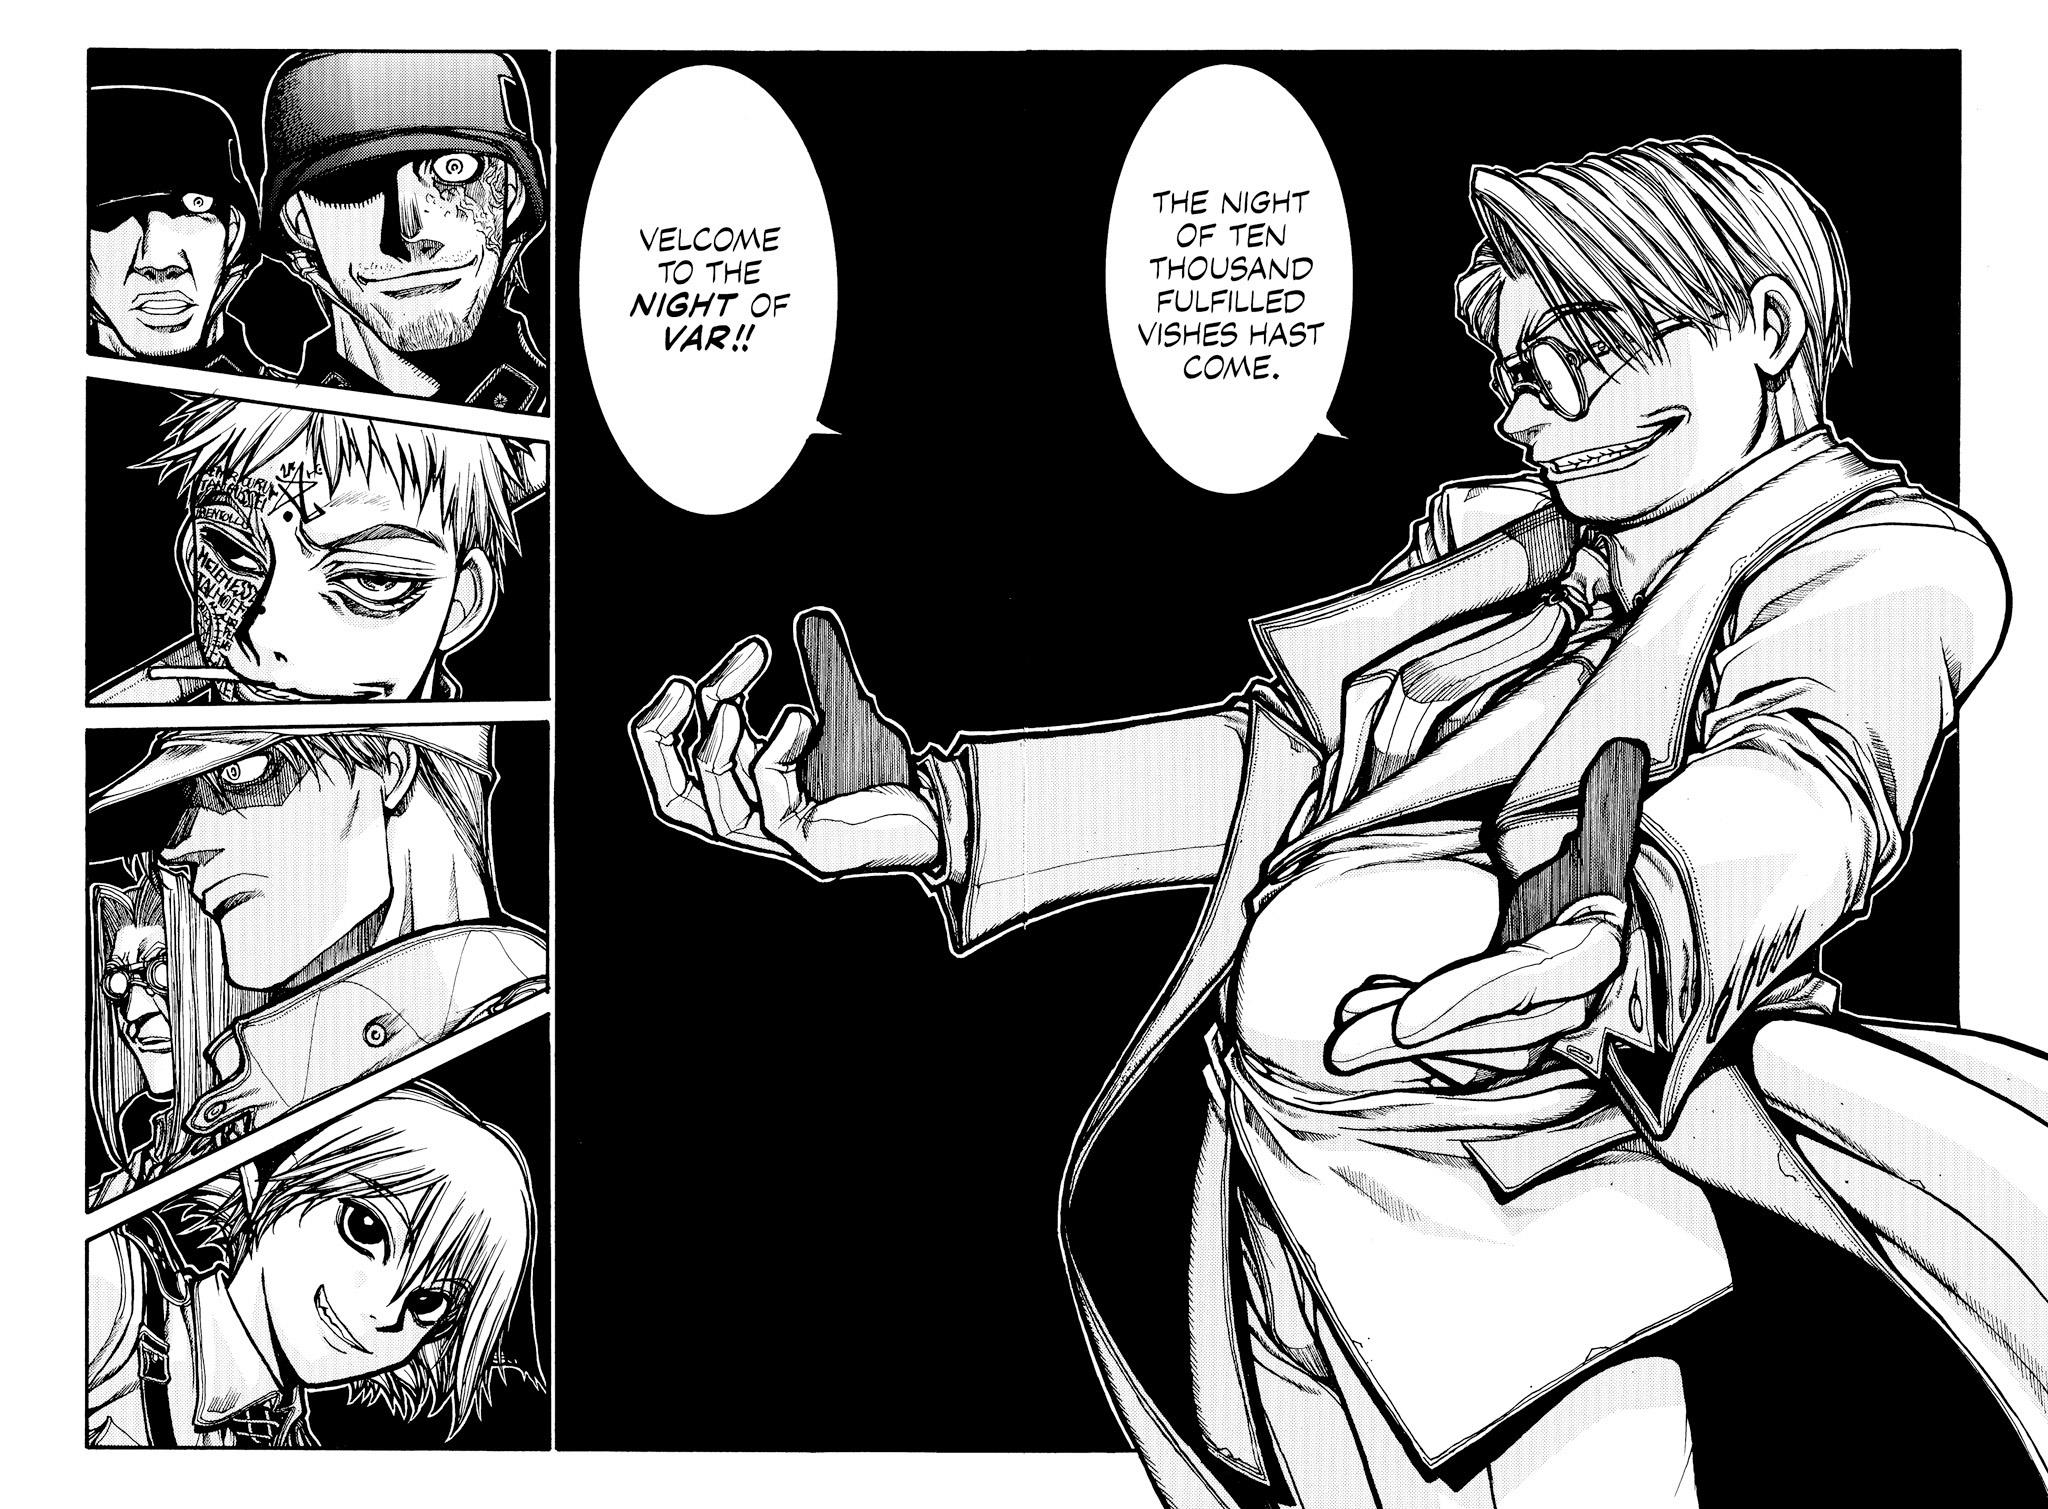 THE NIGHT
OF TEN
THOUSAND
FULFILLED
VISHES HAST
COME.
VELCOME
TO THE
NIGHT OF
VAR!!